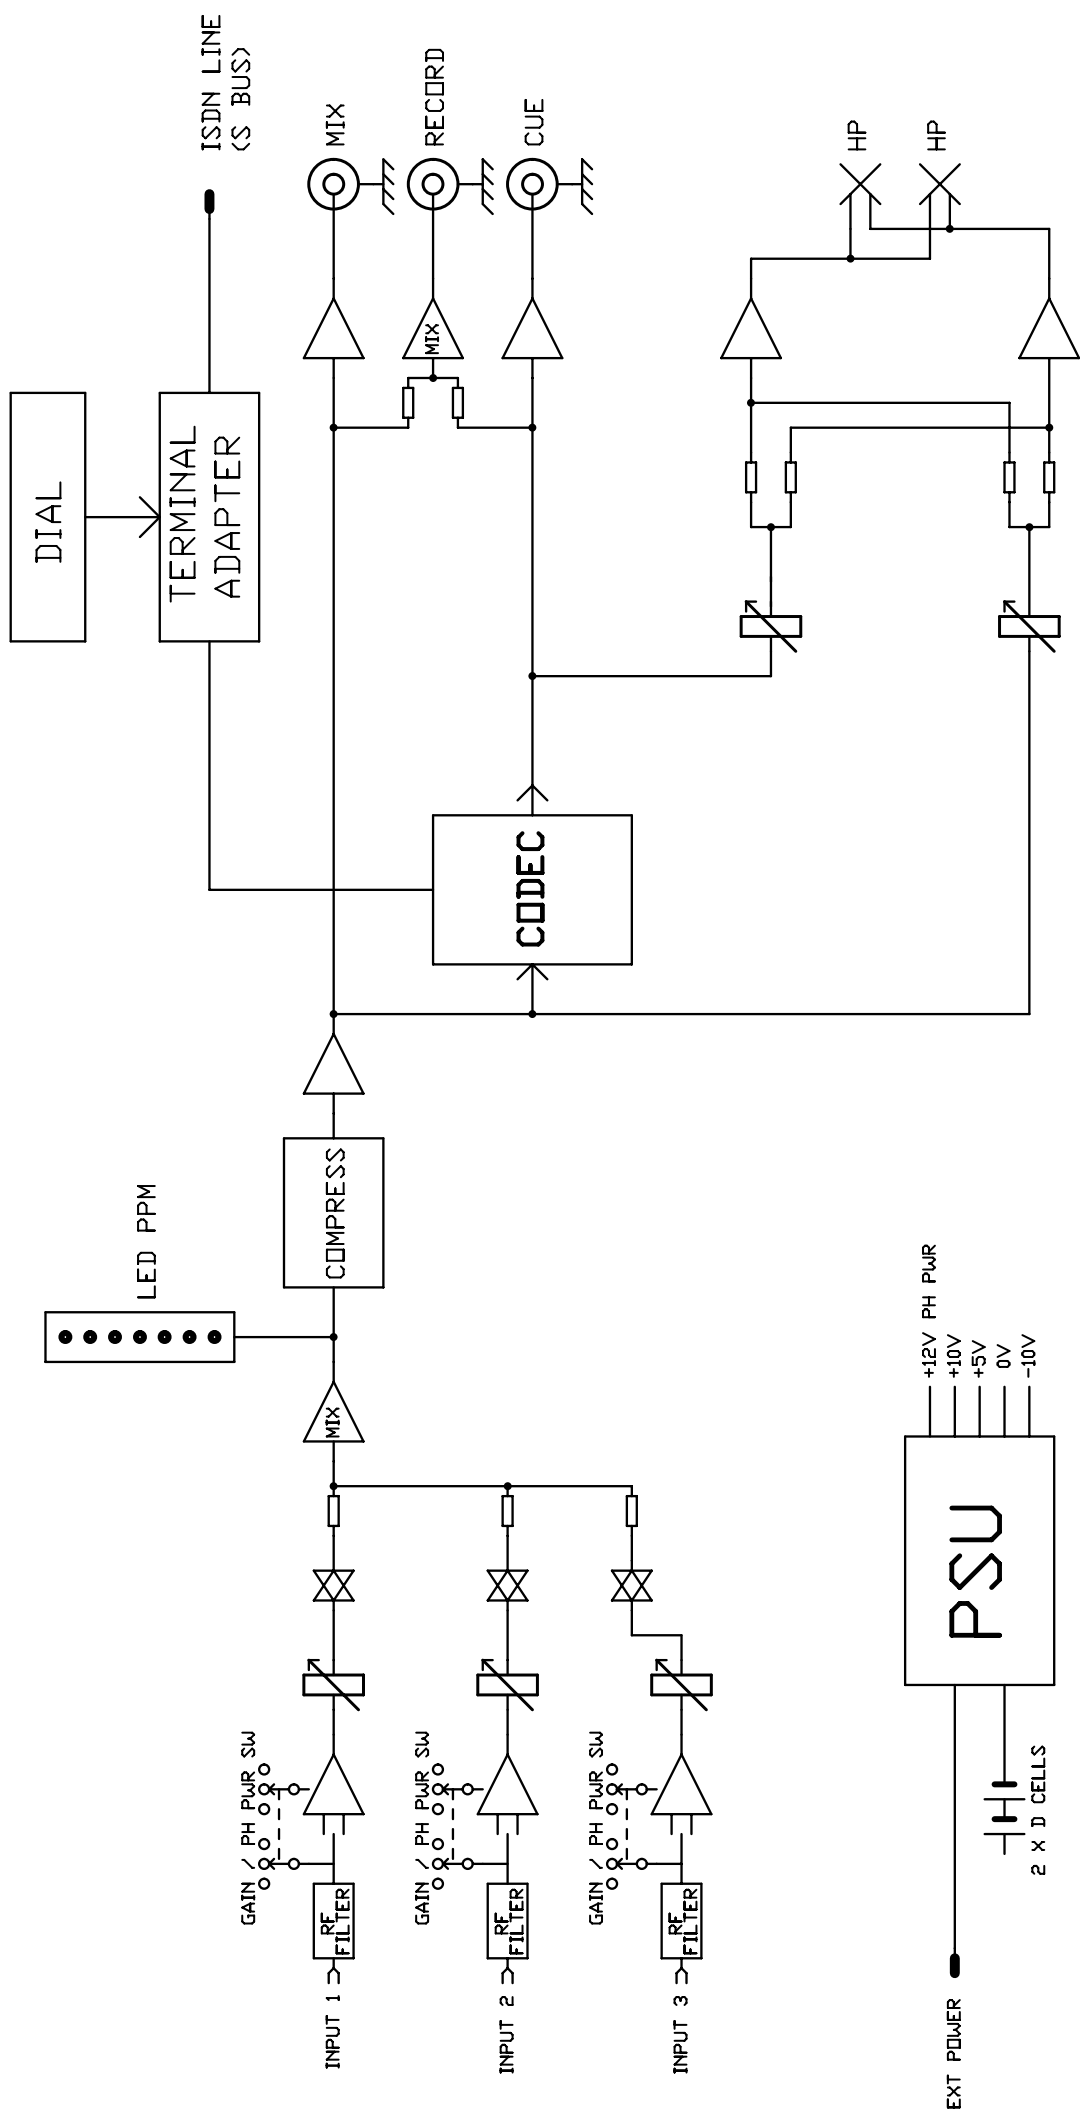 DIAL
TERMINAL
ADAPTER
ISDN LINE
(S BUS)
MIX
RECORD
CUE
MIX
HP
HP
CODEC
COMPRESS
LED PPM
MIX
GAIN / PH PWR SW
RF
FILTER
INPUT 1
GAIN / PH PWR SW
RF
FILTER
INPUT 2
GAIN / PH PWR SW
RF
FILTER
INPUT 3
PSU
+12V PH PWR
+10V
+5V
0V
-10V
2 X D CELLS
EXT POWER